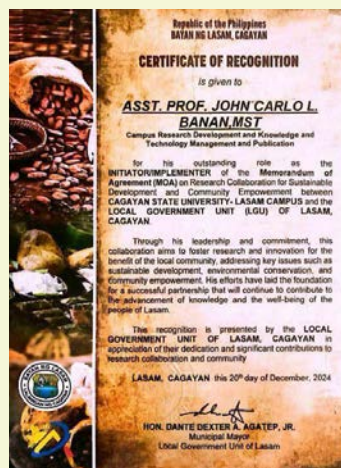 Republic of the Philippines
BAYAN NG LASAM, CAGAYAN
CERTIFICATE OF RECOGNITION
is given to
ASST. PROF. JOHN CARLO L.
BANAN,MST
Campus Research Development and Knowledge and
Technology Management and Publication
for his outstanding role as the
INITIATOR/IMPLEMENTER of the Memorandum of
Agreement (MOA) on Research Collaboration for Sustainable
Development and Community Empowerment between
CAGAYAN STATE UNIVERSITY- LASAM CAMPUS and the
LOCAL GOVERNMENT UNIT (LGU) OF LASAM,
CAGAYAN.
Through his leadership and commitment, this
collaboration aims to foster research and innovation for the
benefit of the local community, addressing key issues such as
sustainable development, environmental conservation, and
community empowerment. His efforts have laid the foundation
for a successful partnership that will continue to contribute to
the advancement of knowledge and the well-being of the
people of Lasam.
This recognition is presented by the LOCAL
GOVERNMENT UNIT OF LASAM, CAGAYAN in
appreciation of their dedication and significant contributions to
research collaboration and community
LASAM, CAGAYAN this 20th day of December, 2024
HON. DANTE DEXTER A. AGATEP, JR.
Municipal Mayor
Local Government Unit of Lasam
BAYAN NG LASAM